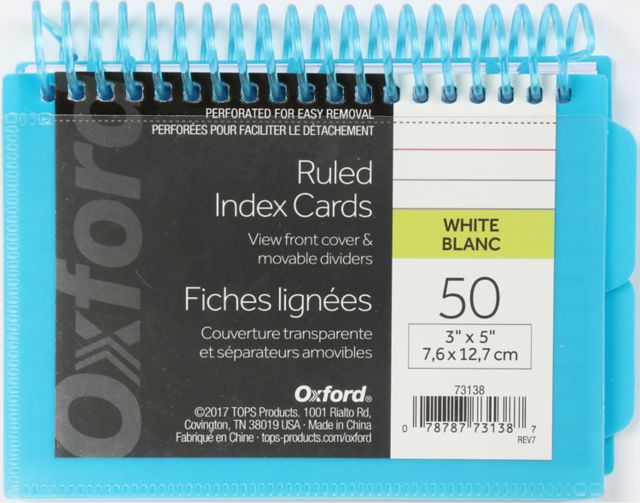 Oxford
PERFORATED FOR EASY REMOVAL
PERFORÉES POUR FACILITER LE DÉTACHEMENT
Ruled
Index Cards
View front cover &
movable dividers
Fiches lignées
Couverture transparente
et séparateurs amovibles
Oxford®
©2017 TOPS Products. 1001 Rialto Rd,
Covington, TN 38019 USA · Made in China
Fabriqué en Chine · tops-products.com/oxford
WHITE
BLANC
50
3" x 5"
7,6 x 12,7 cm
73138
0 78787 73138 7
REV7